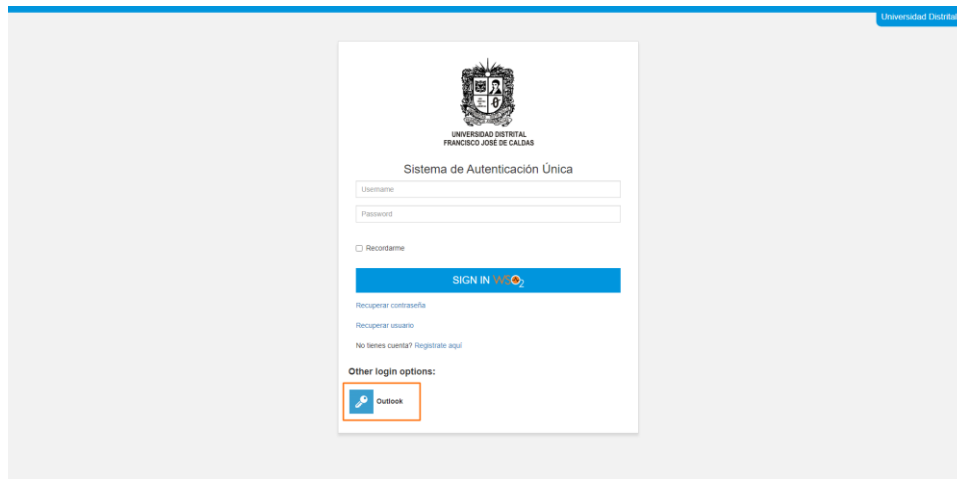 Universidad Distrital
UNIVERSIDAD DISTRITAL
FRANCISCO JOSÉ DE CALDAS
Sistema de Autenticación Única
Username
Password
Recordarme
SIGN IN WSO2
Recuperar contraseña
Recuperar usuario
No tienes cuenta? Registrate aquí
Other login options:
Outlook